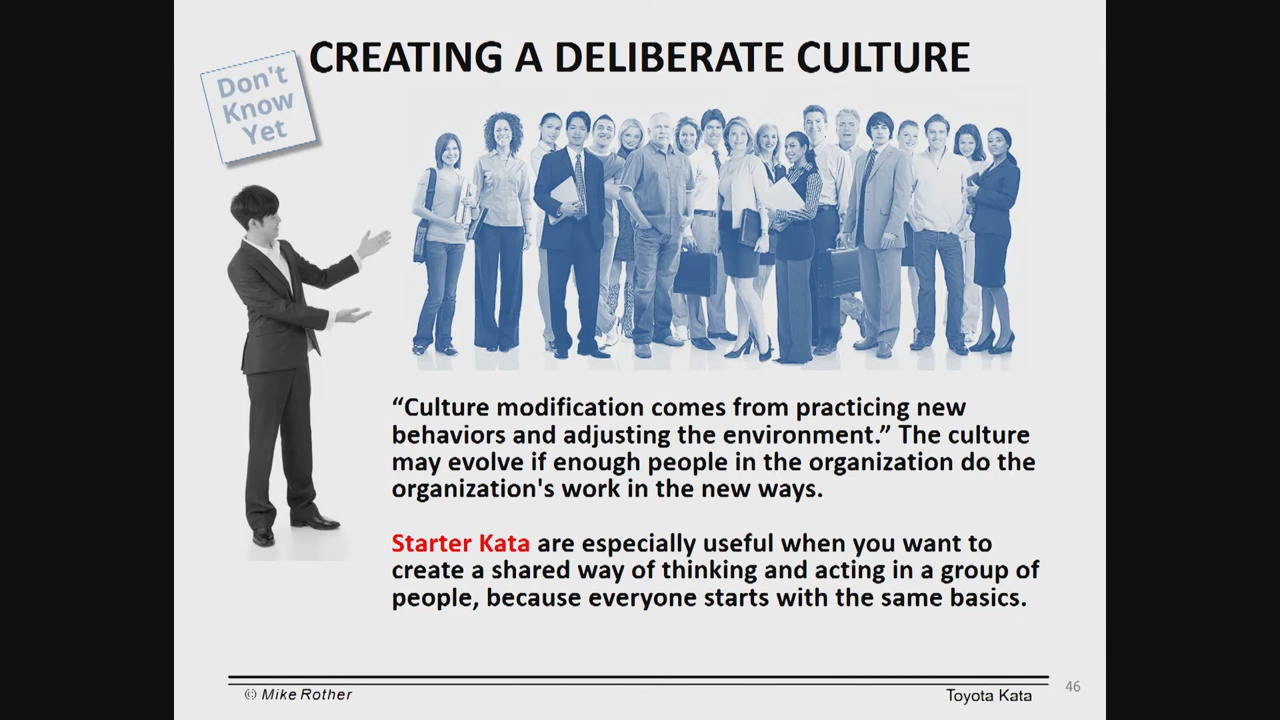 CREATING A DELIBERATE CULTURE
Don't
Know
Yet
“Culture modification comes from practicing new
behaviors and adjusting the environment.” The culture
may evolve if enough people in the organization do the
organization's work in the new ways.
Starter Kata are especially useful when you want to
create a shared way of thinking and acting in a group of
people, because everyone starts with the same basics.
© Mike Rother
Toyota Kata
46